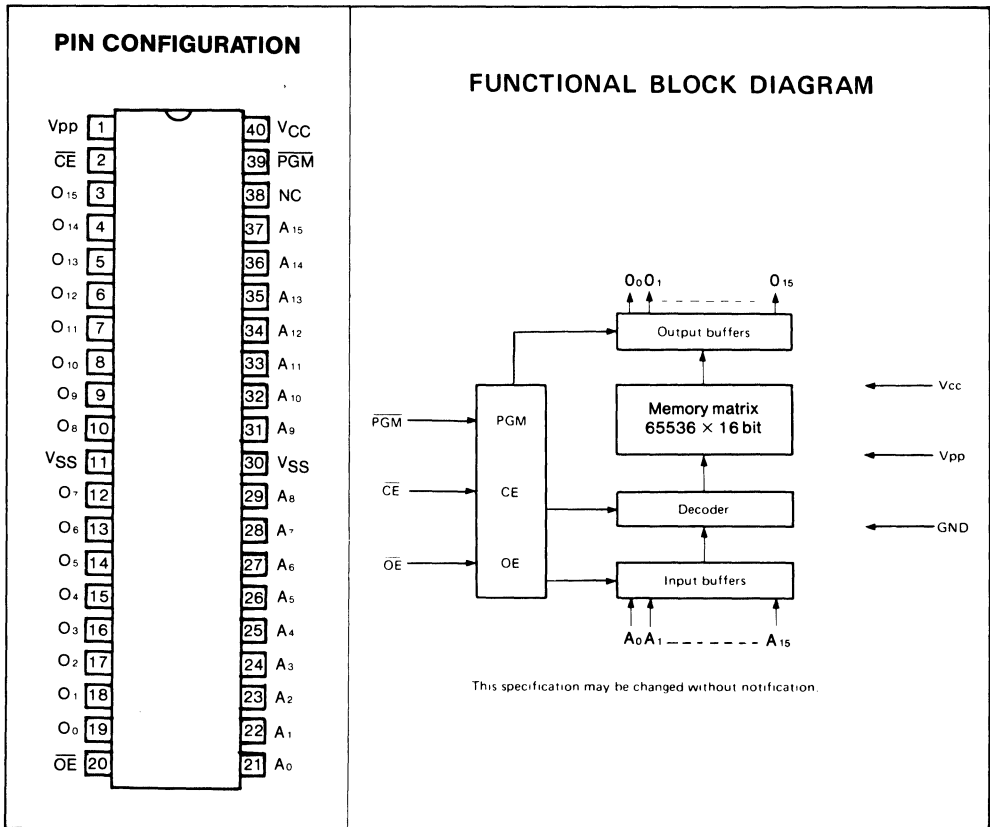 PIN CONFIGURATION
Vpp 1 40 VCC
CE 2 39 PGM
O15 3 38 NC
O14 4 37 A15
O13 5 36 A14
O12 6 35 A13
O11 7 34 A12
O10 8 33 A11
O9 9 32 A10
O8 10 31 A9
VSS 11 30 VSS
O7 12 29 A8
O6 13 28 A7
O5 14 27 A6
O4 15 26 A5
O3 16 25 A4
O2 17 24 A3
O1 18 23 A2
O0 19 22 A1
OE 20 21 A0
FUNCTIONAL BLOCK DIAGRAM
O0 O1 O15
Output buffers
Memory matrix
65536 × 16 bit
Decoder
Input buffers
A0 A1 A15
PGM PGM
CE CE
OE OE
Vcc
Vpp
GND
This specification may be changed without notification.